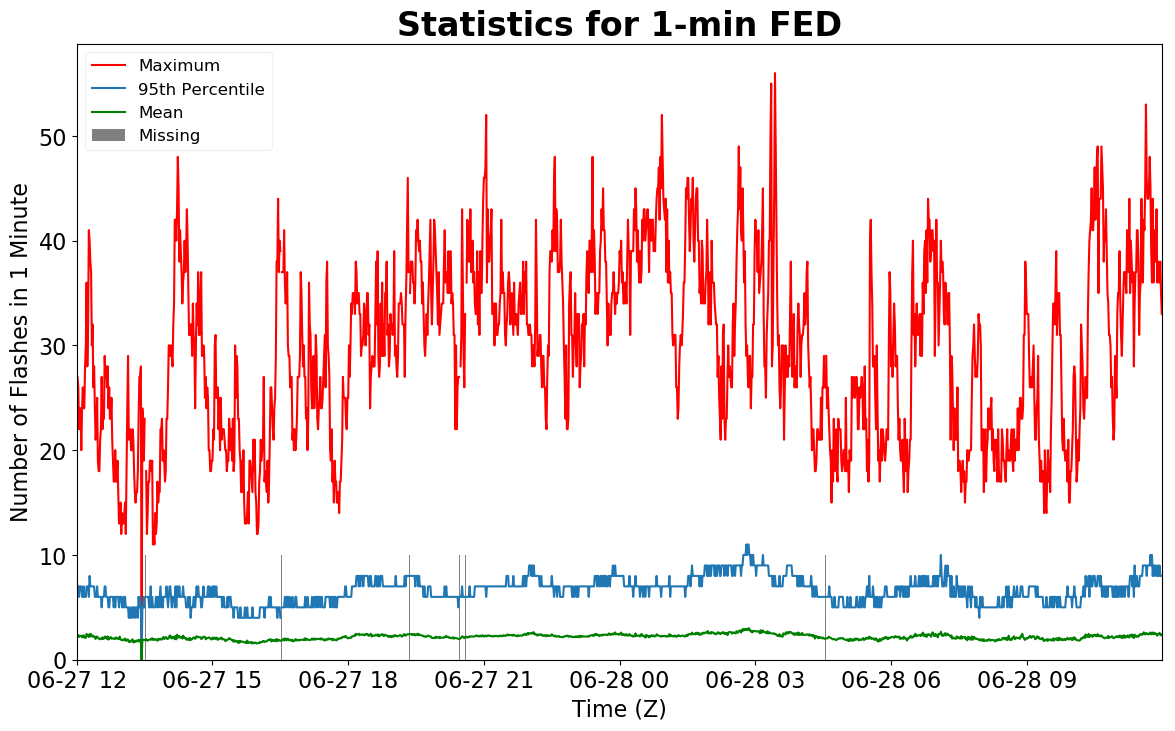 Statistics for 1-min FED
Maximum
95th Percentile
Mean
Missing
Number of Flashes in 1 Minute
50
40
30
20
10
0
06-27 12
06-27 15
06-27 18
06-27 21
06-28 00
06-28 03
06-28 06
06-28 09
Time (Z)